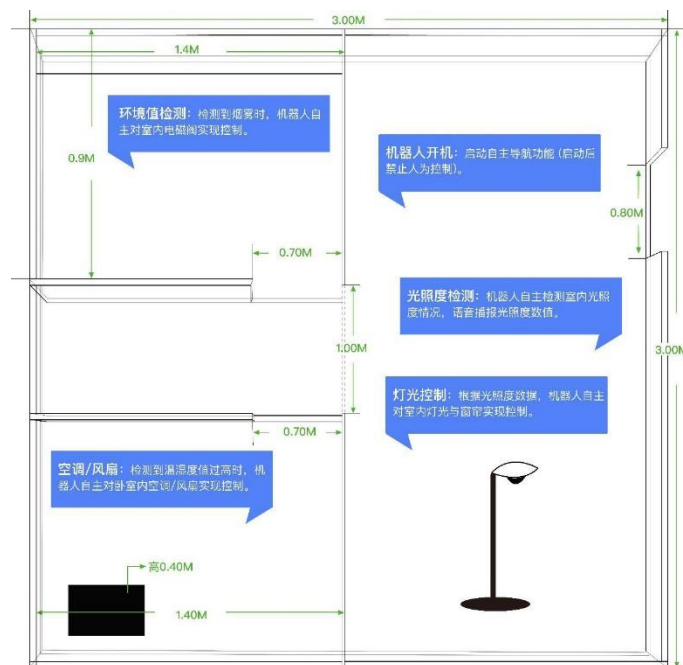 3.00M
1.4M
环境值检测：检测到烟雾时，机器人自
主对室内电磁阀实现控制。
0.9M
机器人开机：启动自主导航功能 (启动后
禁止人为控制)。
0.80M
0.70M
光照度检测：机器人自主检测室内光照
度情况，语音播报光照度数值。
1.00M
3.00M
灯光控制：根据光照度数据，机器人自主
对室内灯光与窗帘实现控制。
0.70M
空调/风扇：检测到温湿度值过高时，机
器人自主对卧室内空调/风扇实现控制。
高0.40M
1.40M